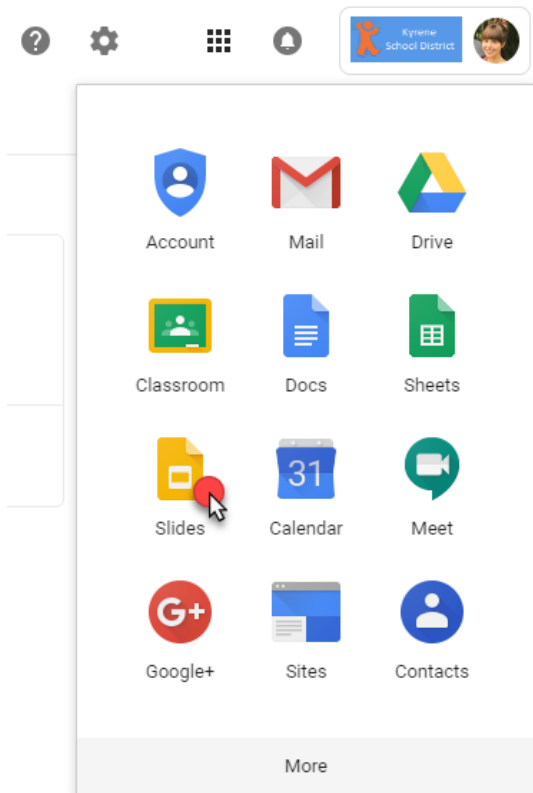 Kyrene
School District
Account
Mail
Drive
Classroom
Docs
Sheets
Slides
31
Calendar
Meet
G+
Google+
Sites
Contacts
More